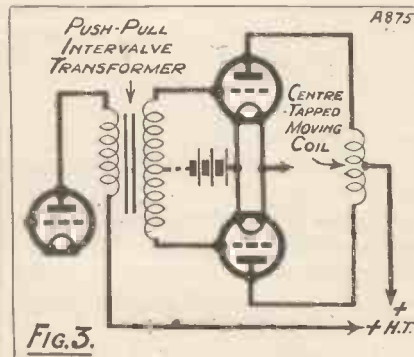 A875
PUSH-PULL
INTERVALVE
TRANSFORMER
CENTRE
-TAPPED
MOVING
COIL
+
+ H.T.
FIG. 3.